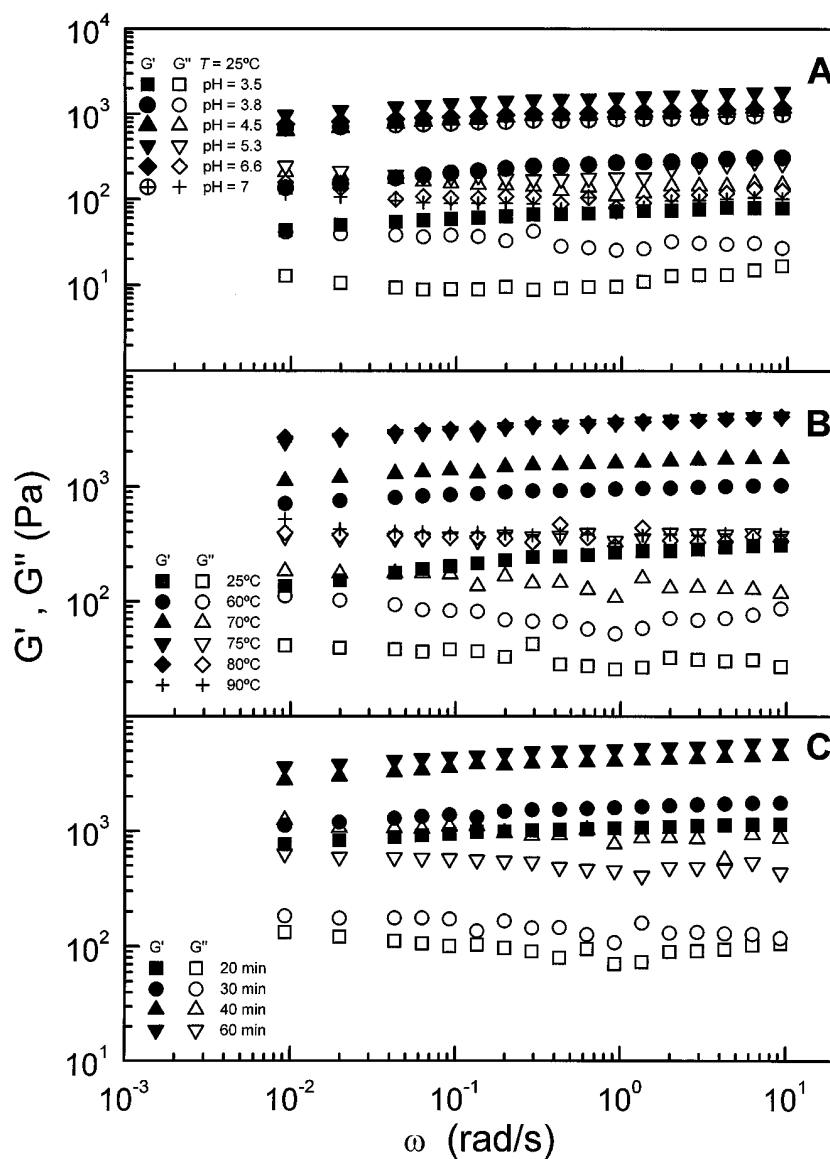 A
10⁴
G' G'' T = 25ºC
pH = 3.5
pH = 3.8
pH = 4.5
pH = 5.3
pH = 6.6
pH = 7
10³
10²
10¹
B
10³
10²
G' G''
25ºC
60ºC
70ºC
75ºC
80ºC
90ºC
G' , G'' (Pa)
C
10³
10²
10¹
G' G''
20 min
30 min
40 min
60 min
10⁻³ 10⁻² 10⁻¹ 10⁰ 10¹
ω (rad/s)